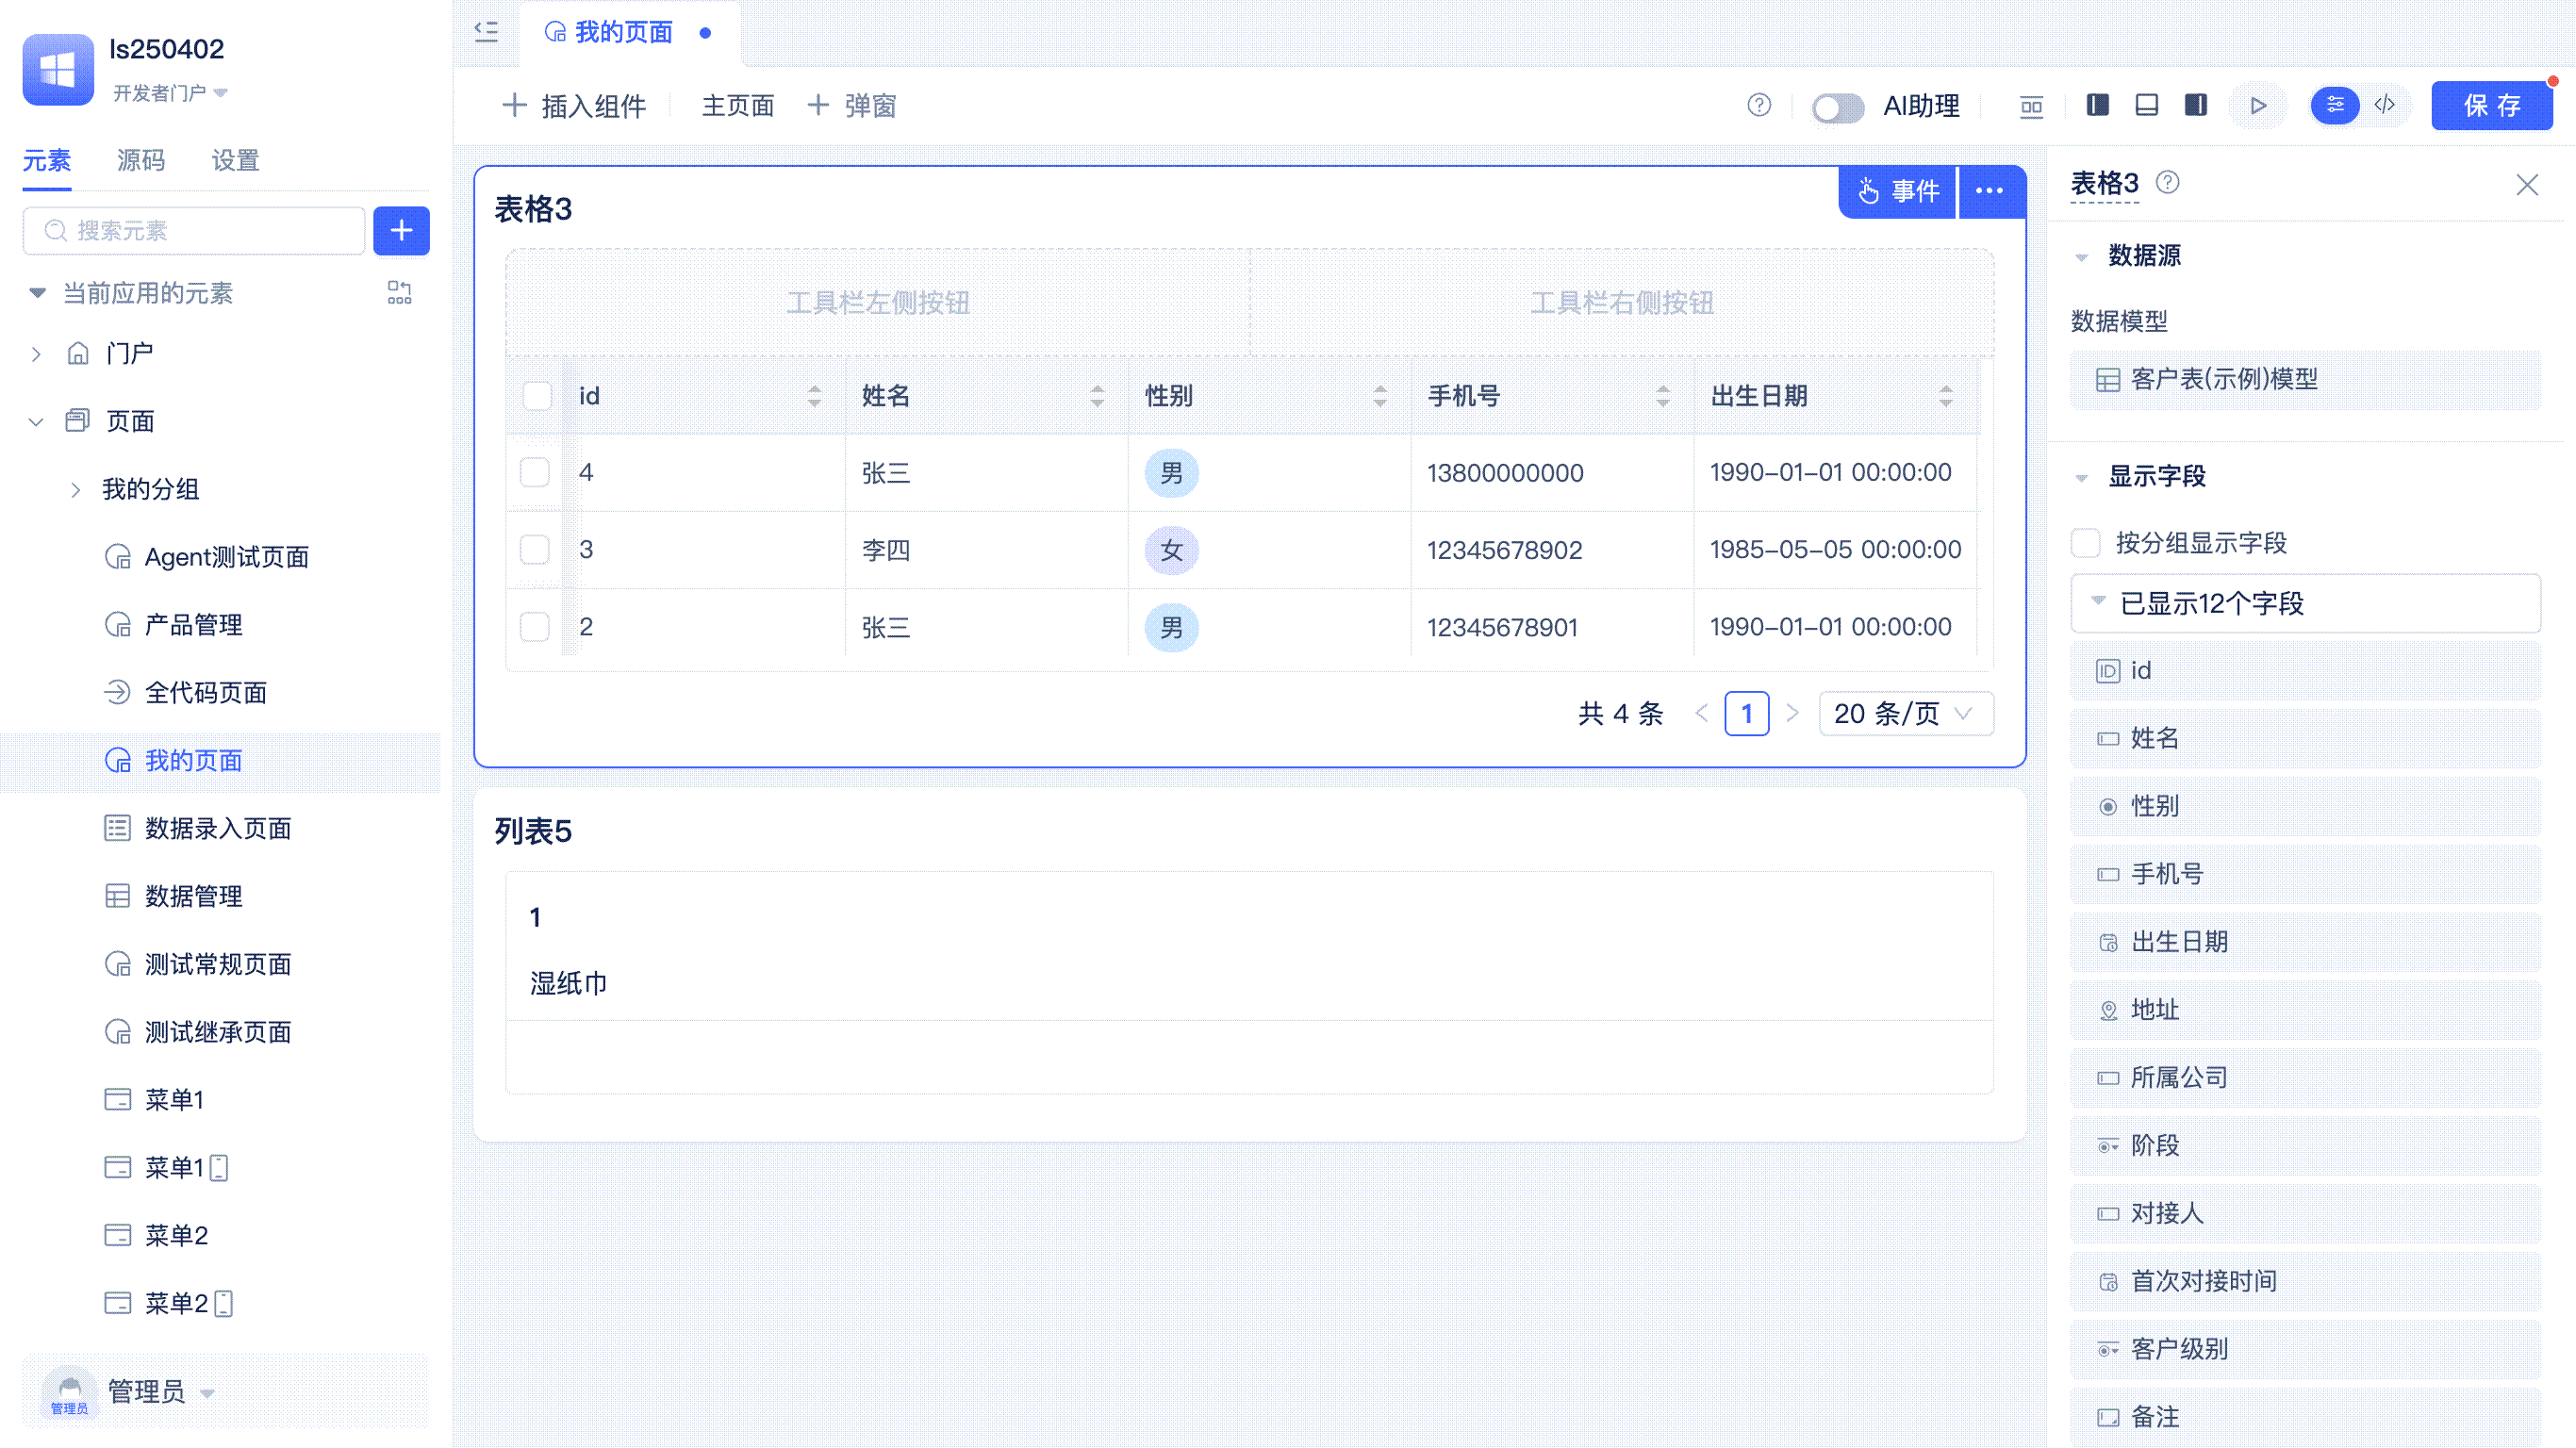 ls250402
开发者门户
元素 源码 设置
搜索元素
当前应用的元素
门户
页面
我的分组
Agent测试页面
产品管理
全代码页面
我的页面
数据录入页面
数据管理
测试常规页面
测试继承页面
菜单1
菜单1
菜单2
菜单2
管理员
管理员
我的页面
插入组件 主页面 弹窗
AI助理
保存
表格3
事件
工具栏左侧按钮 工具栏右侧按钮
id 姓名 性别 手机号 出生日期
4 张三 男 13800000000 1990-01-01 00:00:00
3 李四 女 12345678902 1985-05-05 00:00:00
2 张三 男 12345678901 1990-01-01 00:00:00
共 4 条 1 20 条/页
列表5
1
湿纸巾
表格3
数据源
数据模型
客户表(示例)模型
显示字段
按分组显示字段
已显示12个字段
id
姓名
性别
手机号
出生日期
地址
所属公司
阶段
对接人
首次对接时间
客户级别
备注